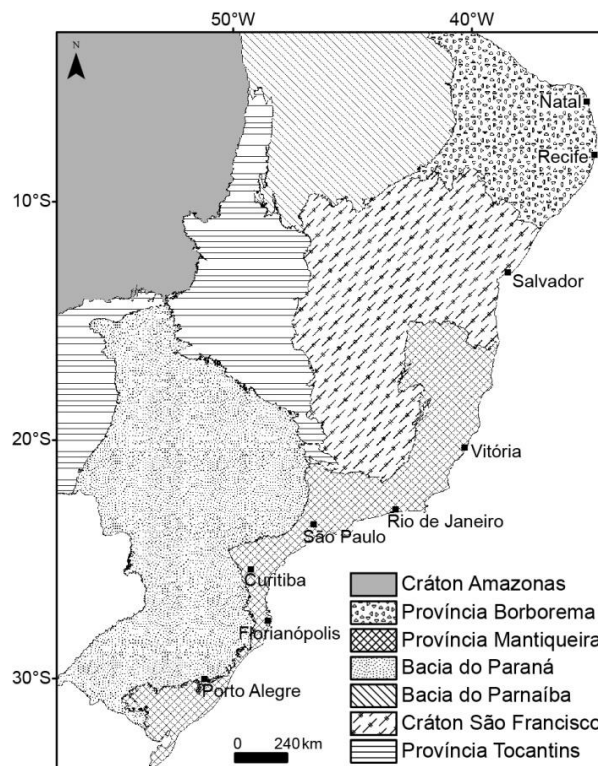 50°W 40°W
N
Natal
Recife
10°S
Salvador
20°S
Vitória
Rio de Janeiro
São Paulo
Curitiba
Cráton Amazonas
Província Borborema
Florianópolis
Província Mantiqueira
Bacia do Paraná
30°S
Porto Alegre
Bacia do Parnaíba
Cráton São Francisco
0 240 km
Província Tocantins